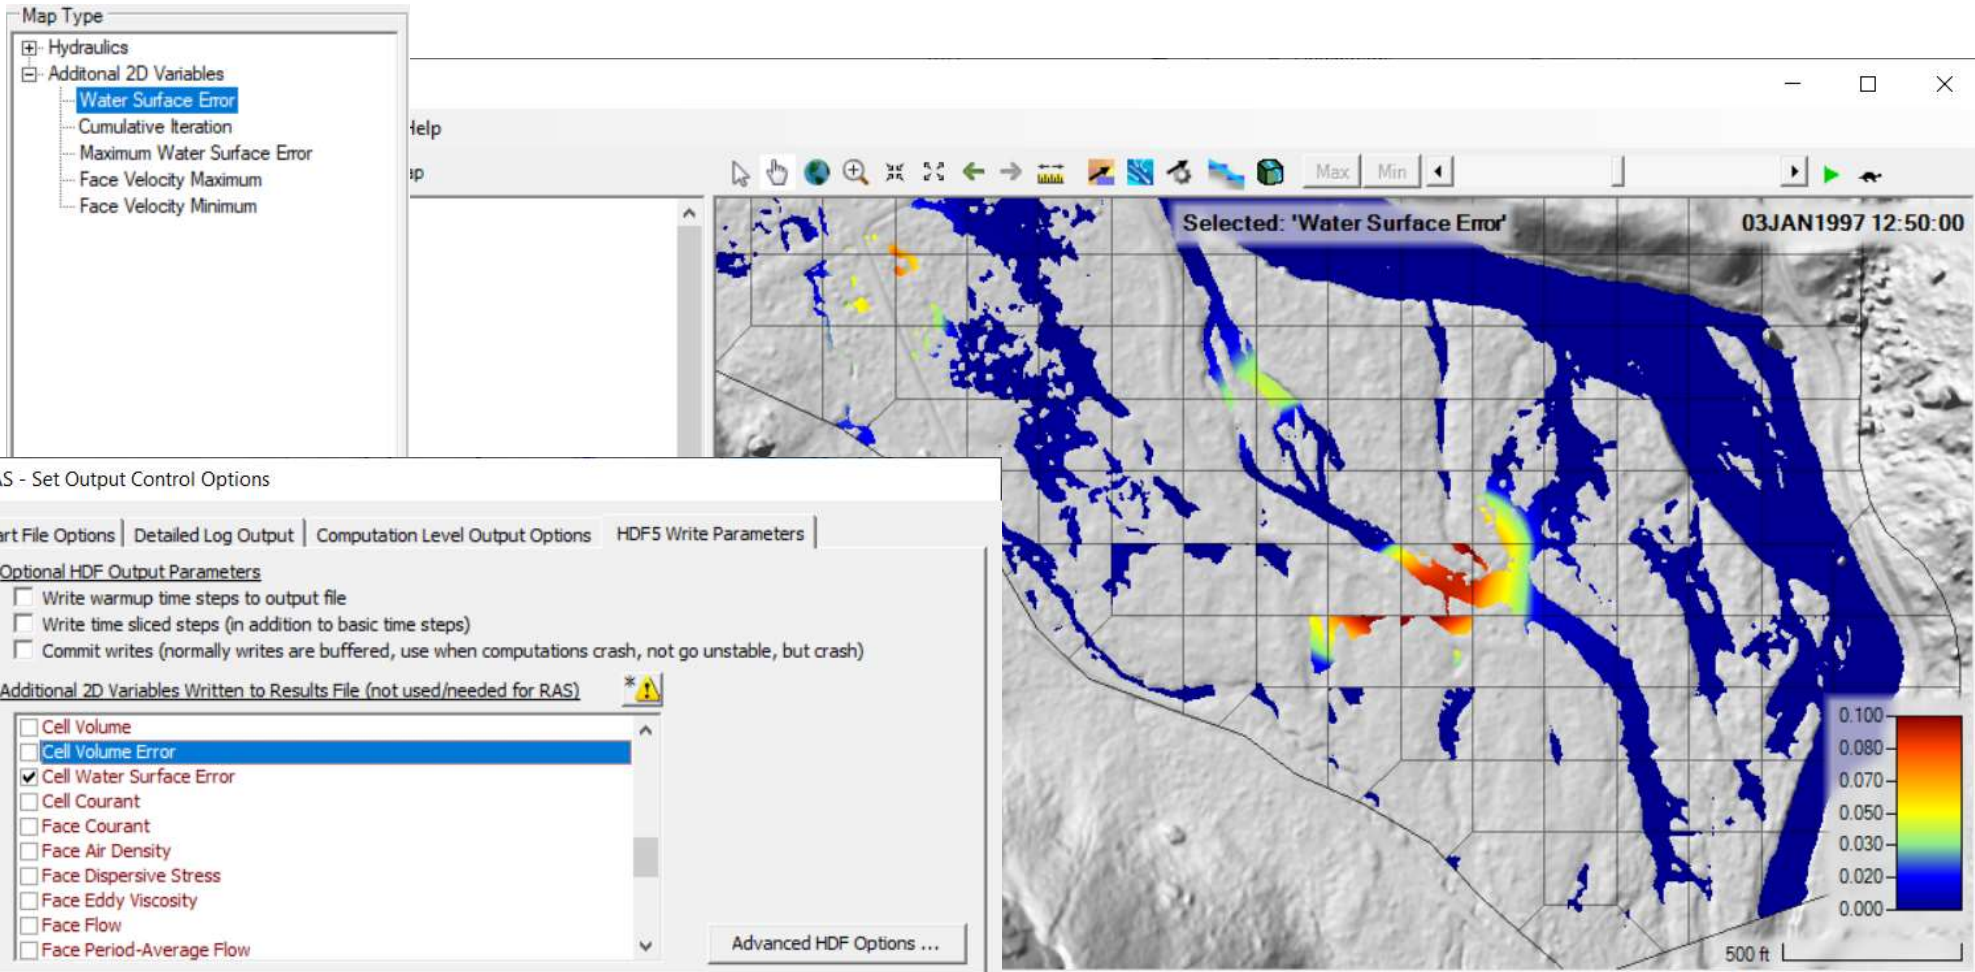 Map Type
Hydraulics
Additonal 2D Variables
Water Surface Error
Cumulative Iteration
Maximum Water Surface Error
Face Velocity Maximum
Face Velocity Minimum
Help
ap
Max
Min
Selected: 'Water Surface Error'
03JAN1997 12:50:00
AS - Set Output Control Options
art File Options
Detailed Log Output
Computation Level Output Options
HDF5 Write Parameters
Optional HDF Output Parameters
Write warmup time steps to output file
Write time sliced steps (in addition to basic time steps)
Commit writes (normally writes are buffered, use when computations crash, not go unstable, but crash)
Additional 2D Variables Written to Results File (not used/needed for RAS)
*
Cell Volume
Cell Volume Error
Cell Water Surface Error
Cell Courant
Face Courant
Face Air Density
Face Dispersive Stress
Face Eddy Viscosity
Face Flow
Face Period-Average Flow
Advanced HDF Options ...
0.100
0.080
0.070
0.050
0.030
0.020
0.000
500 ft